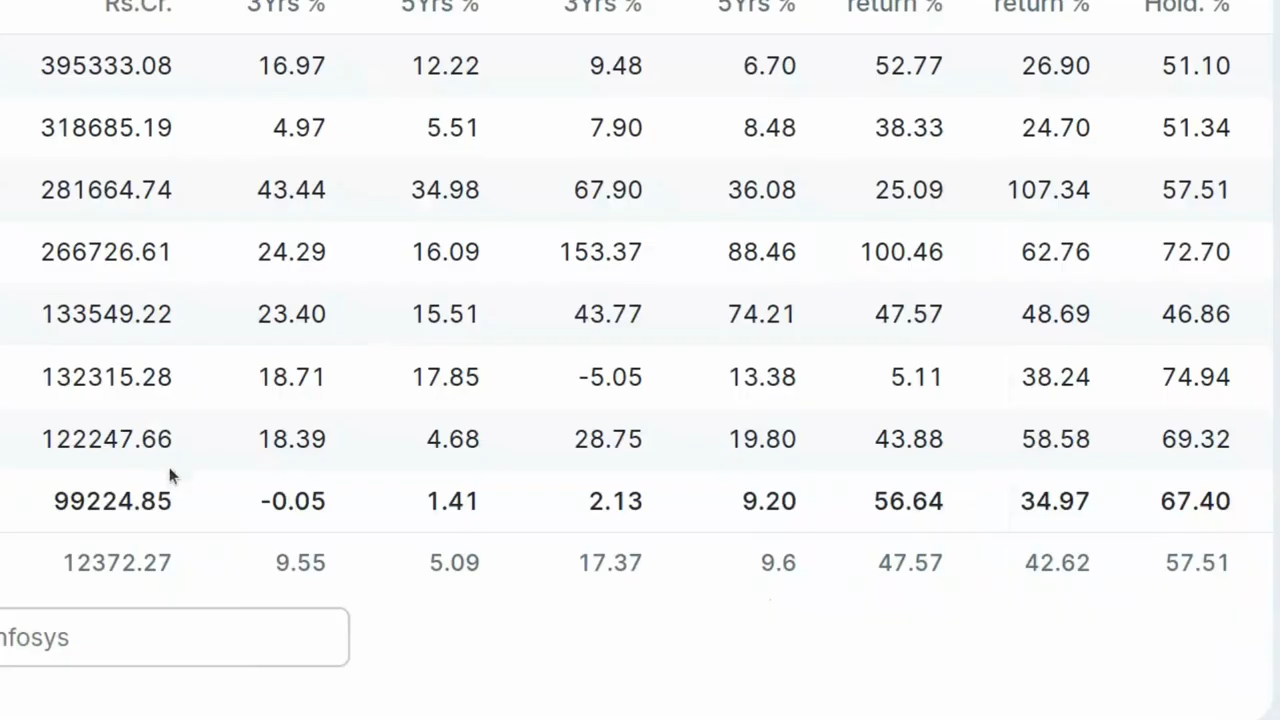 Rs.Cr. 3Yrs % 5Yrs % 3Yrs % 5Yrs % return % return % Hold. %
395333.08 16.97 12.22 9.48 6.70 52.77 26.90 51.10
318685.19 4.97 5.51 7.90 8.48 38.33 24.70 51.34
281664.74 43.44 34.98 67.90 36.08 25.09 107.34 57.51
266726.61 24.29 16.09 153.37 88.46 100.46 62.76 72.70
133549.22 23.40 15.51 43.77 74.21 47.57 48.69 46.86
132315.28 18.71 17.85 -5.05 13.38 5.11 38.24 74.94
122247.66 18.39 4.68 28.75 19.80 43.88 58.58 69.32
99224.85 -0.05 1.41 2.13 9.20 56.64 34.97 67.40
12372.27 9.55 5.09 17.37 9.6 47.57 42.62 57.51
nfosys